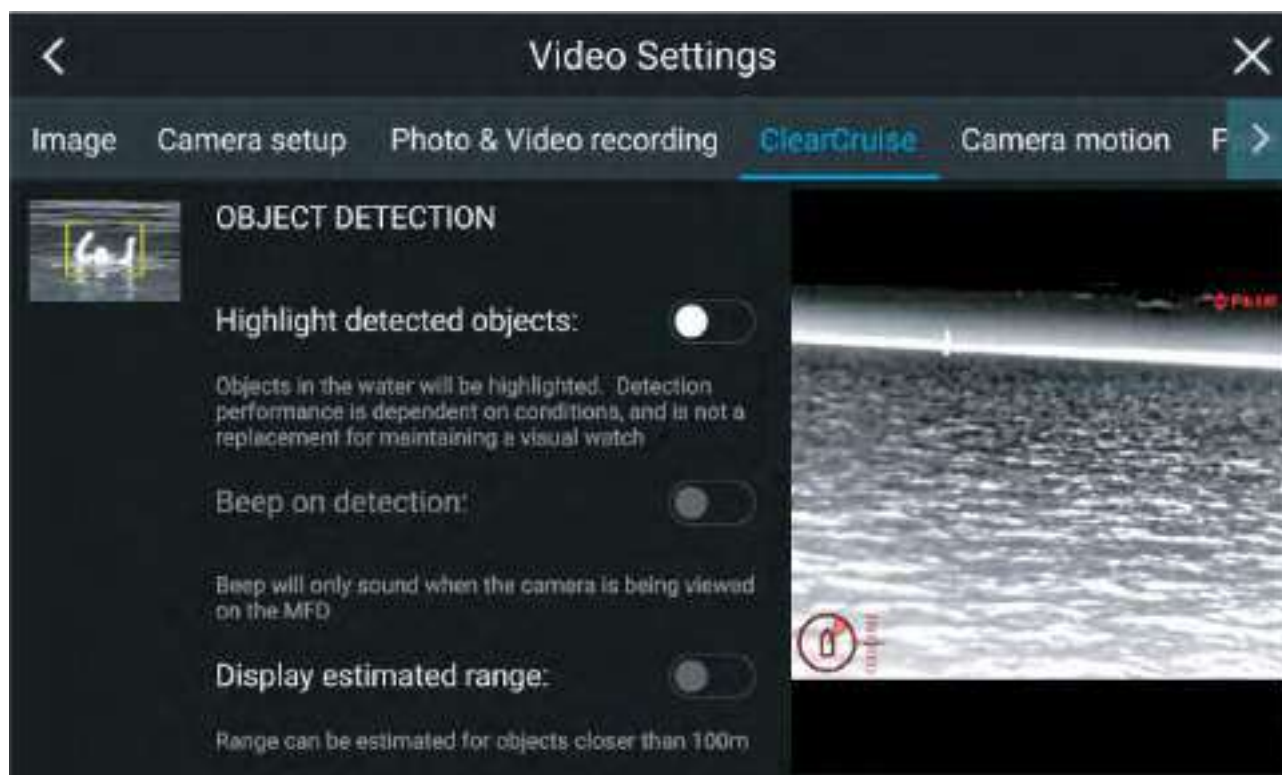 Video Settings
Image Camera setup Photo & Video recording ClearCruise Camera motion
OBJECT DETECTION
Highlight detected objects:
Objects in the water will be highlighted. Detection
performance is dependent on conditions, and is not a
replacement for maintaining a visual watch
Beep on detection:
Beep will only sound when the camera is being viewed
on the MFD
Display estimated range:
Range can be estimated for objects closer than 100m